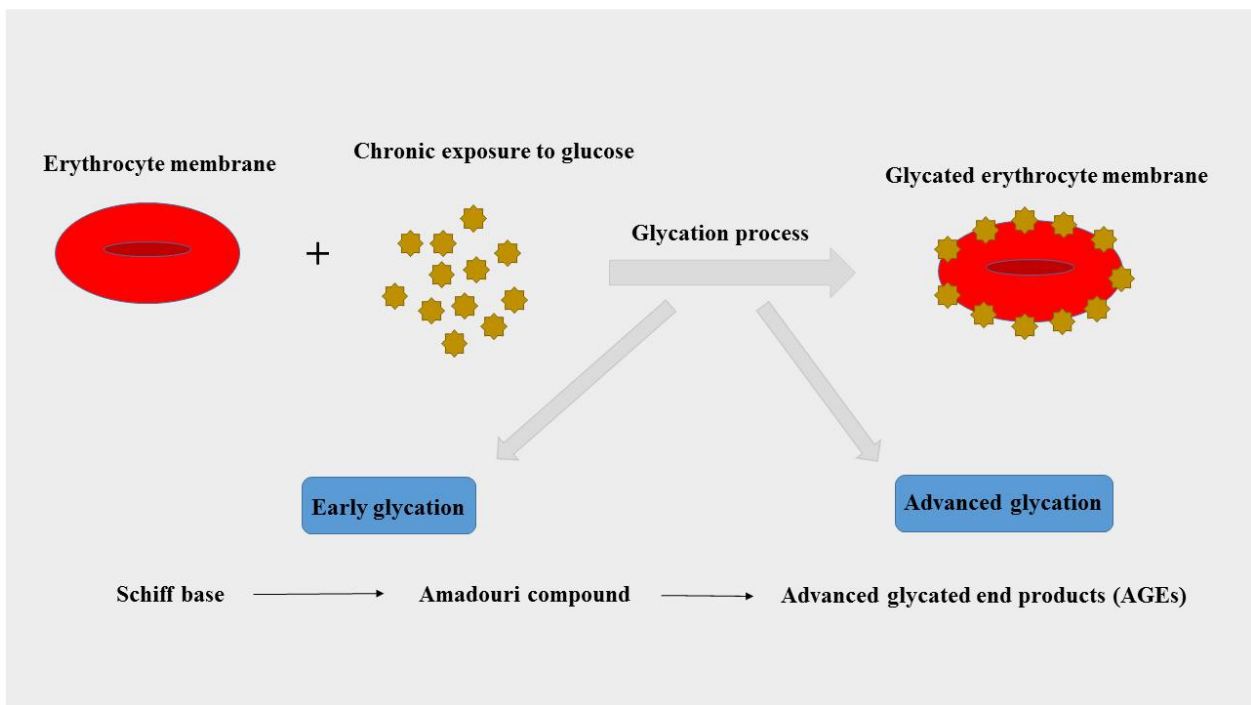 Chronic exposure to glucose
Erythrocyte membrane
Glycated erythrocyte membrane
+
Glycation process
Early glycation
Advanced glycation
Schiff base
Amadouri compound
Advanced glycated end products (AGEs)